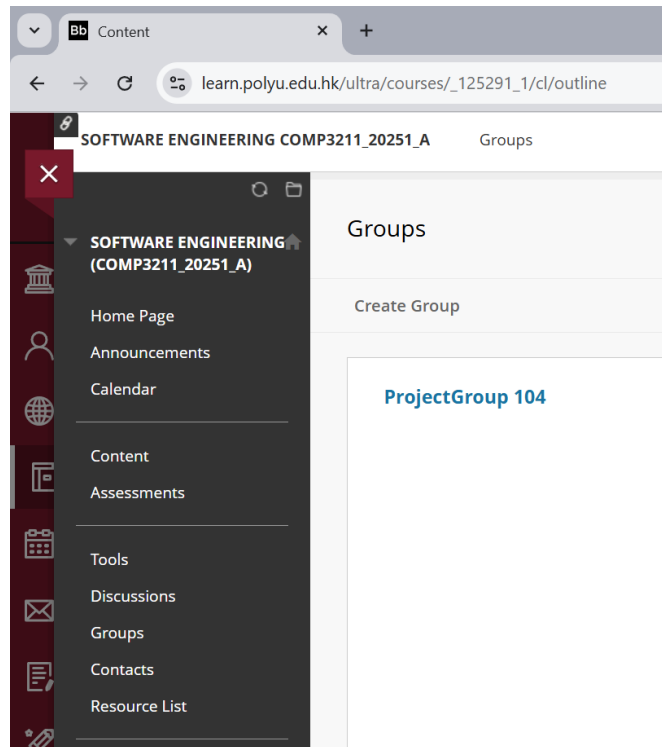 Bb Content
learn.polyu.edu.hk/ultra/courses/_125291_1/cl/outline
SOFTWARE ENGINEERING COMP3211_20251_A Groups
SOFTWARE ENGINEERING
(COMP3211_20251_A)
Home Page
Announcements
Calendar
Content
Assessments
Tools
Discussions
Groups
Contacts
Resource List
Groups
Create Group
ProjectGroup 104